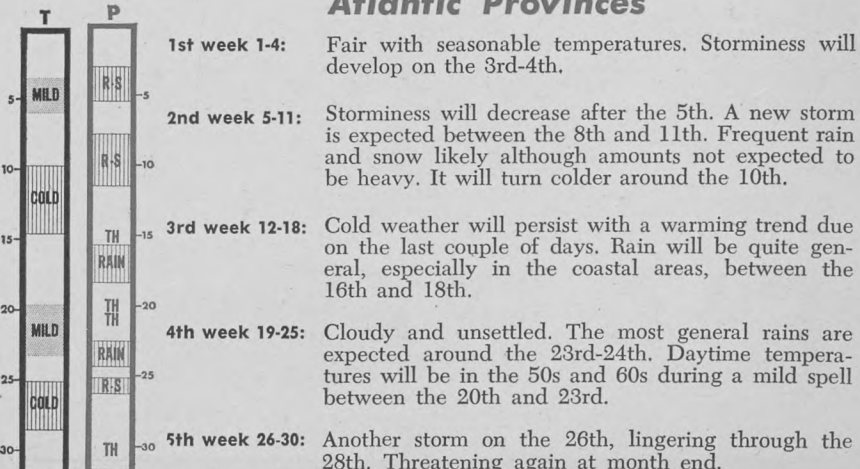 Atlantic Provinces
T
P
1st week 1-4: Fair with seasonable temperatures. Storminess will
develop on the 3rd-4th.
2nd week 5-11: Storminess will decrease after the 5th. A new storm
is expected between the 8th and 11th. Frequent rain
and snow likely although amounts not expected to
be heavy. It will turn colder around the 10th.
3rd week 12-18: Cold weather will persist with a warming trend due
on the last couple of days. Rain will be quite gen-
eral, especially in the coastal areas, between the
16th and 18th.
4th week 19-25: Cloudy and unsettled. The most general rains are
expected around the 23rd-24th. Daytime tempera-
tures will be in the 50s and 60s during a mild spell
between the 20th and 23rd.
5th week 26-30: Another storm on the 26th, lingering through the
28th. Threatening again at month end.
5-
MILD
10-
COLD
15-
20-
MILD
25-
COLD
30-
R-S
-5
R-S
-10
TH
-15
RAIN
TH
-20
TH
RAIN
-25
R-S
TH
-30